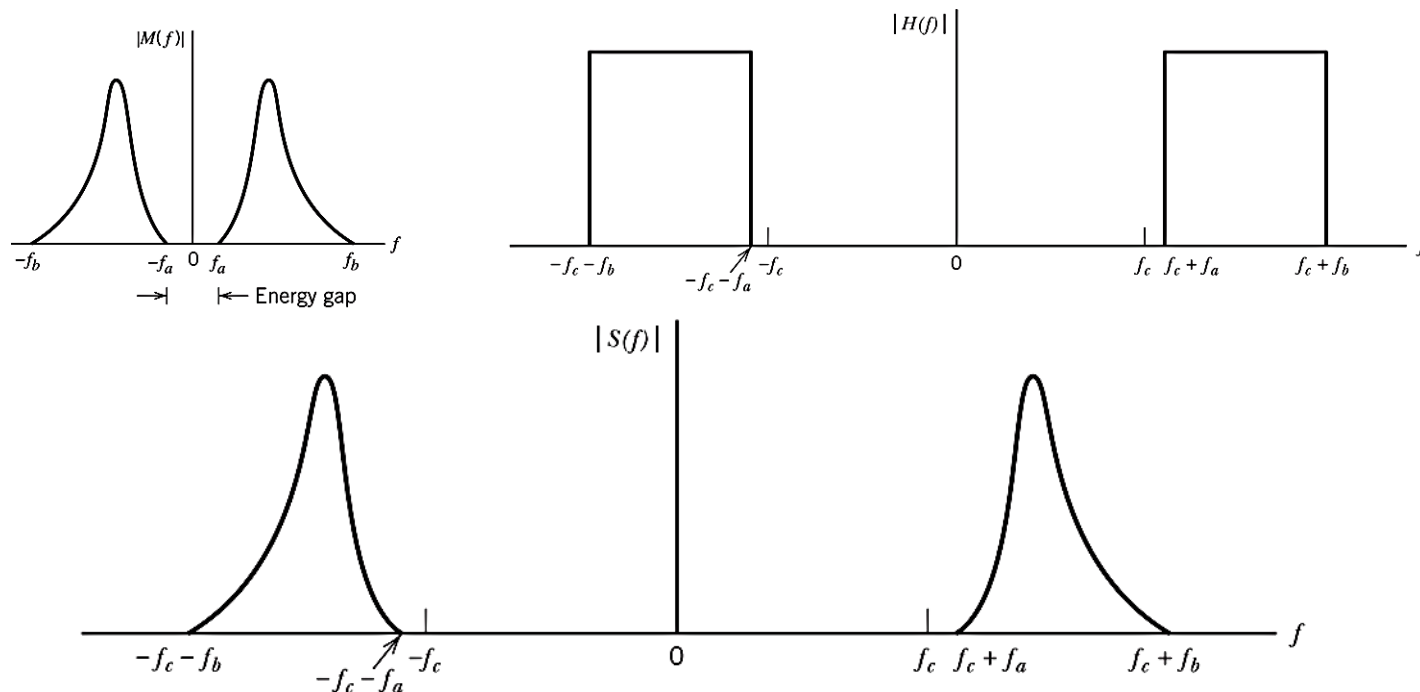 |M(f)|
f
-f_b
-f_a
0
f_a
f_b
Energy gap
|H(f)|
-f_c-f_b
-f_c-f_a
-f_c
0
f_c
f_c+f_a
f_c+f_b
|S(f)|
f
-f_c-f_b
-f_c-f_a
-f_c
0
f_c
f_c+f_a
f_c+f_b